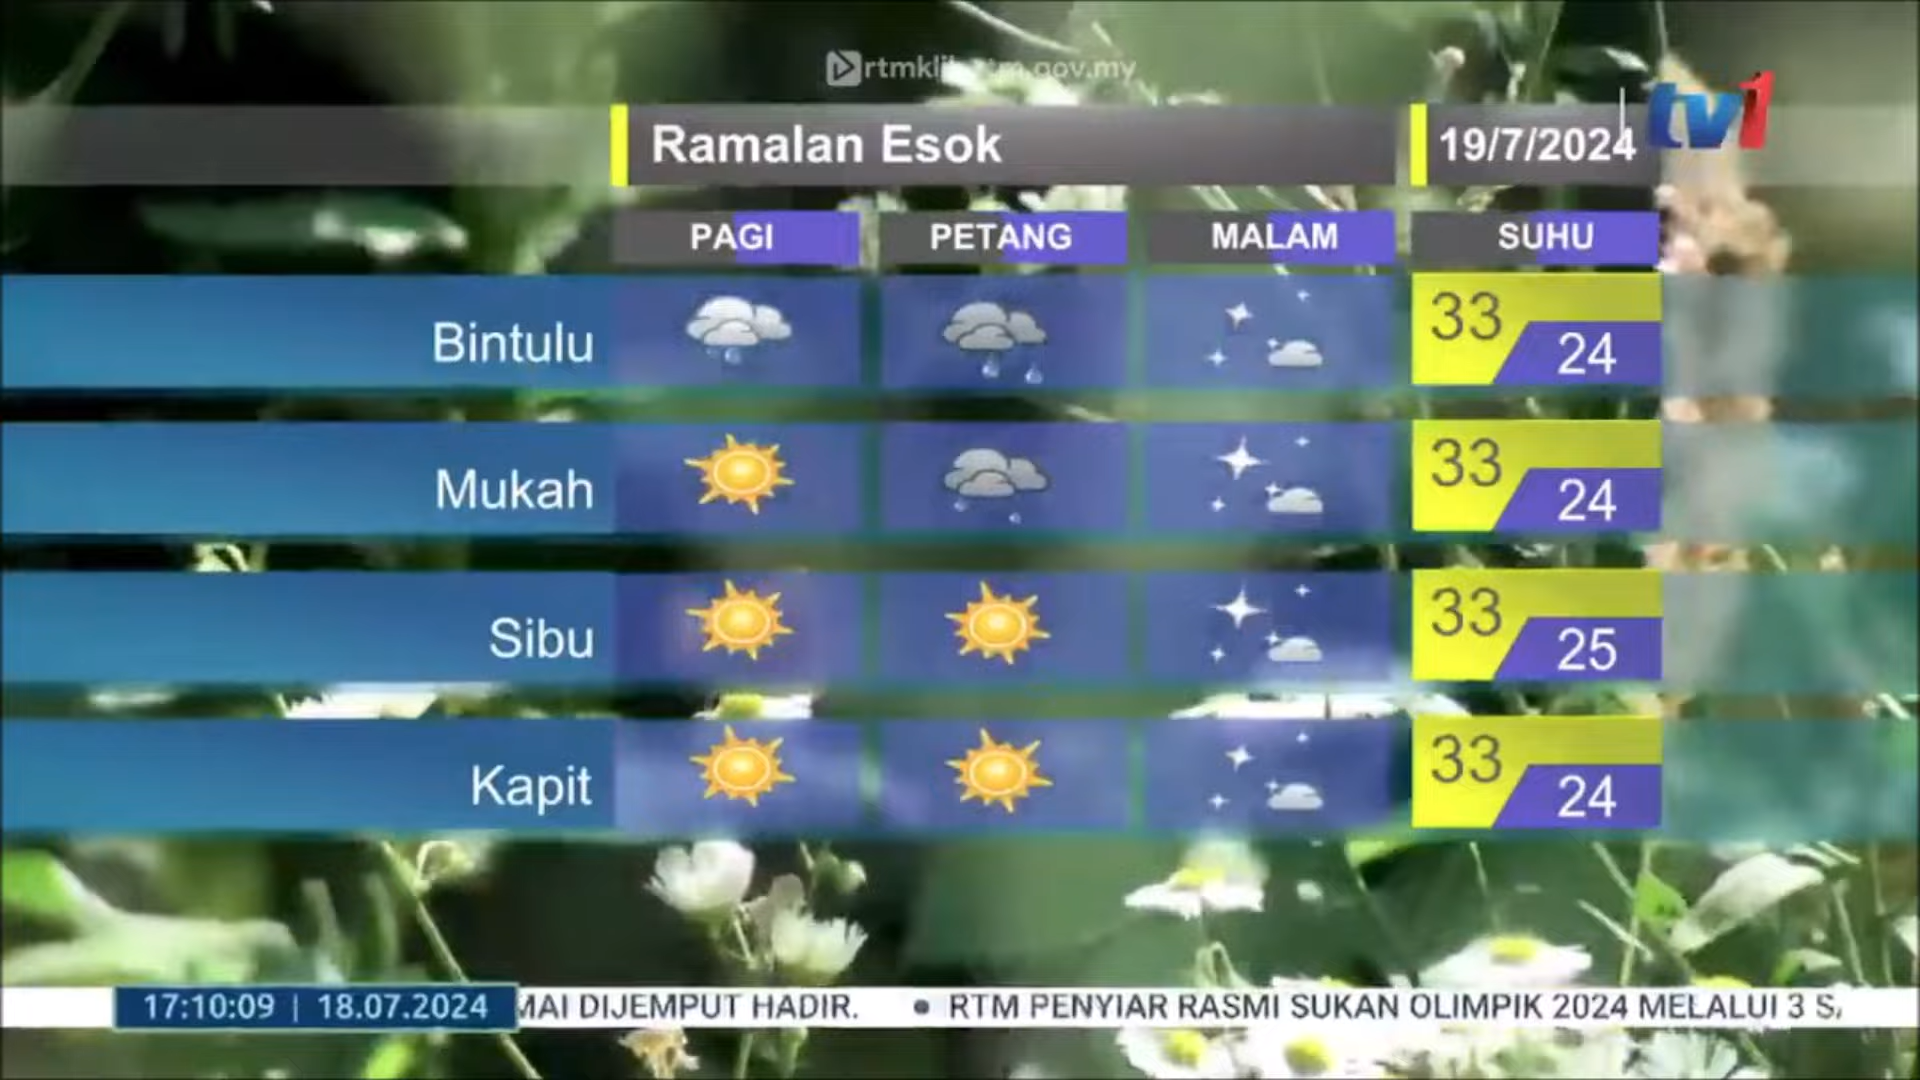 rtmklik.rtm.gov.my
tv1
Ramalan Esok 19/7/2024
PAGI PETANG MALAM SUHU
Bintulu 33 24
Mukah 33 24
Sibu 33 25
Kapit 33 24
17:10:09 | 18.07.2024 MAI DIJEMPUT HADIR. • RTM PENYIAR RASMI SUKAN OLIMPIK 2024 MELALUI 3 S